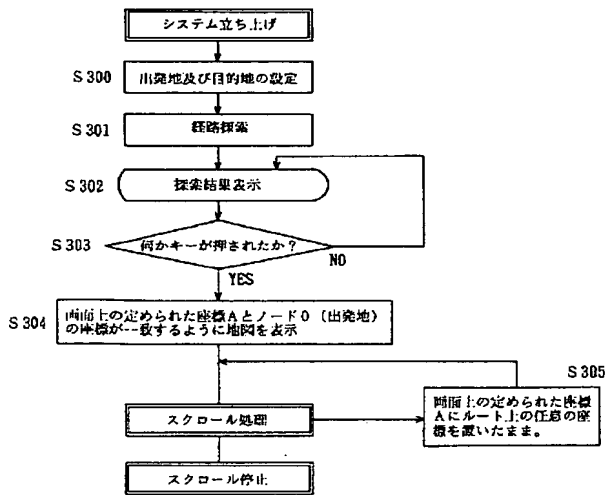 システム立ち上げ
S 300
出発地及び目的地の設定
S 301
経路探索
S 302
探索結果表示
S 303
何かキーが押されたか？
NO
YES
S 304
画面上の定められた座標Aとノード0（出発地）
の座標が一致するように地図を表示
S 305
画面上の定められた座標
Aにルート上の任意の座
標を置いたまま。
スクロール処理
スクロール停止